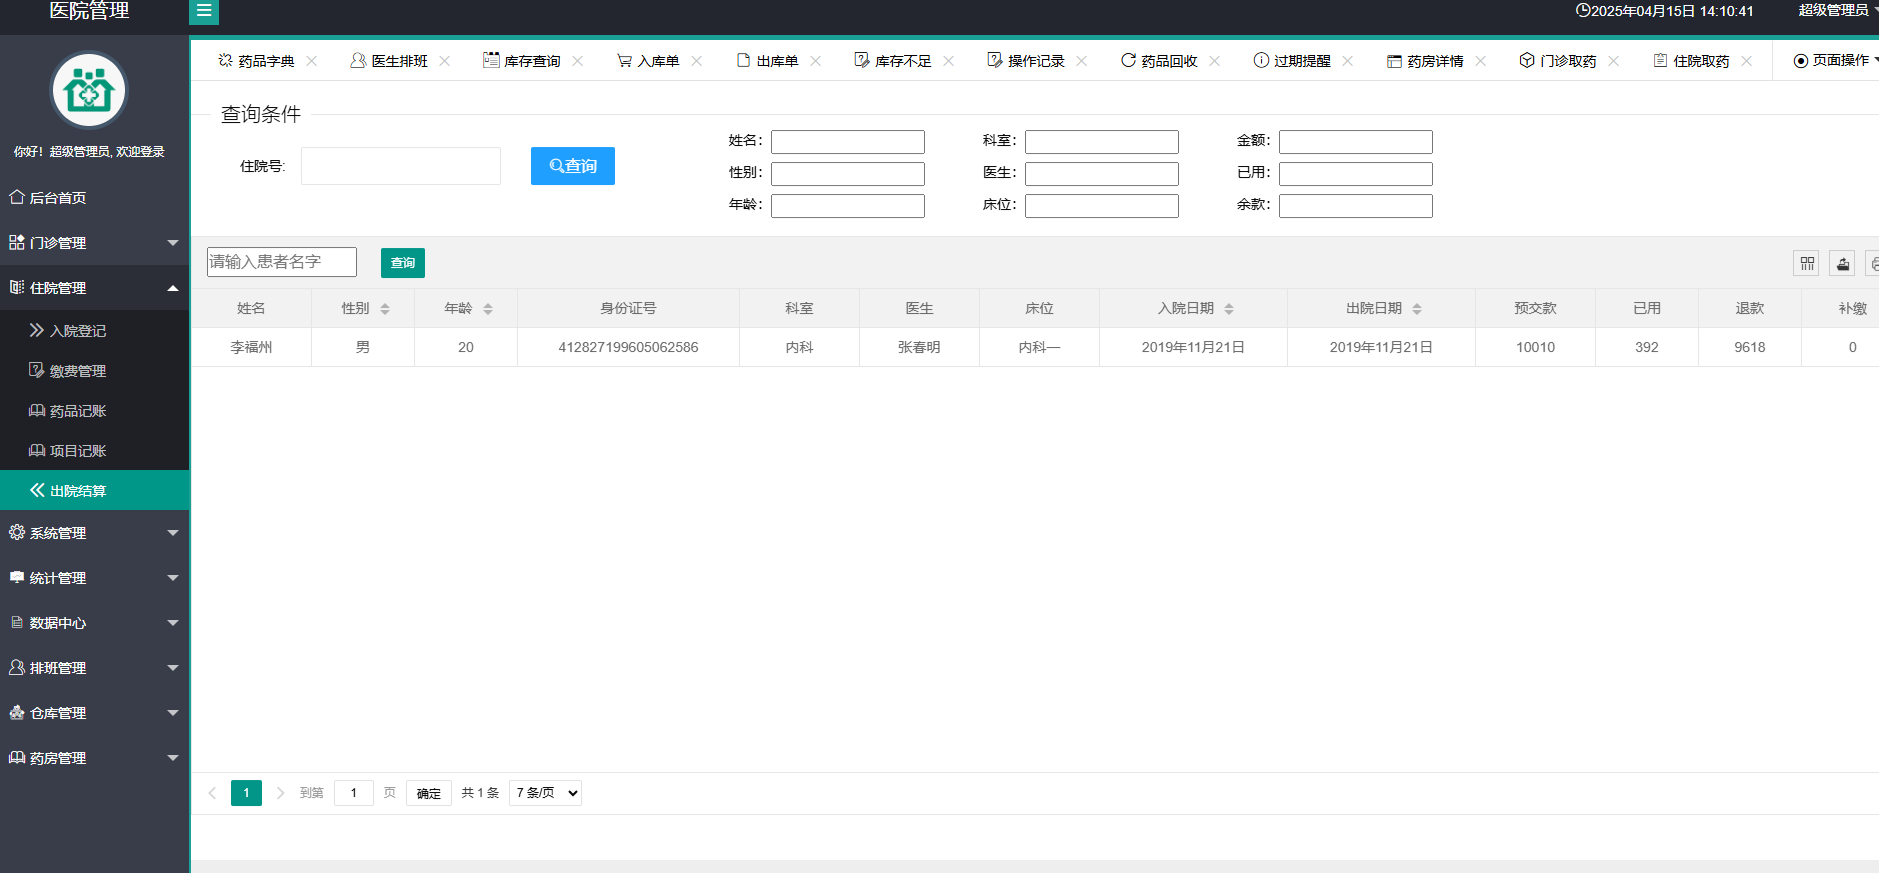 医院管理
2025年04月15日 14:10:41 超级管理员
药品字典 医生排班 库存查询 入库单 出库单 库存不足 操作记录 药品回收 过期提醒 药房详情 门诊取药 住院取药 页面操作
你好！超级管理员, 欢迎登录
后台首页
门诊管理
住院管理
入院登记
缴费管理
药品记账
项目记账
出院结算
系统管理
统计管理
数据中心
排班管理
仓库管理
药房管理
查询条件
住院号: 查询
姓名： 科室： 金额：
性别： 医生： 已用：
年龄： 床位： 余款：
请输入患者名字 查询
姓名 性别 年龄 身份证号 科室 医生 床位 入院日期 出院日期 预交款 已用 退款 补缴
李福州 男 20 412827199605062586 内科 张春明 内科一 2019年11月21日 2019年11月21日 10010 392 9618 0
1 到第 1 页 确定 共 1 条 7 条/页